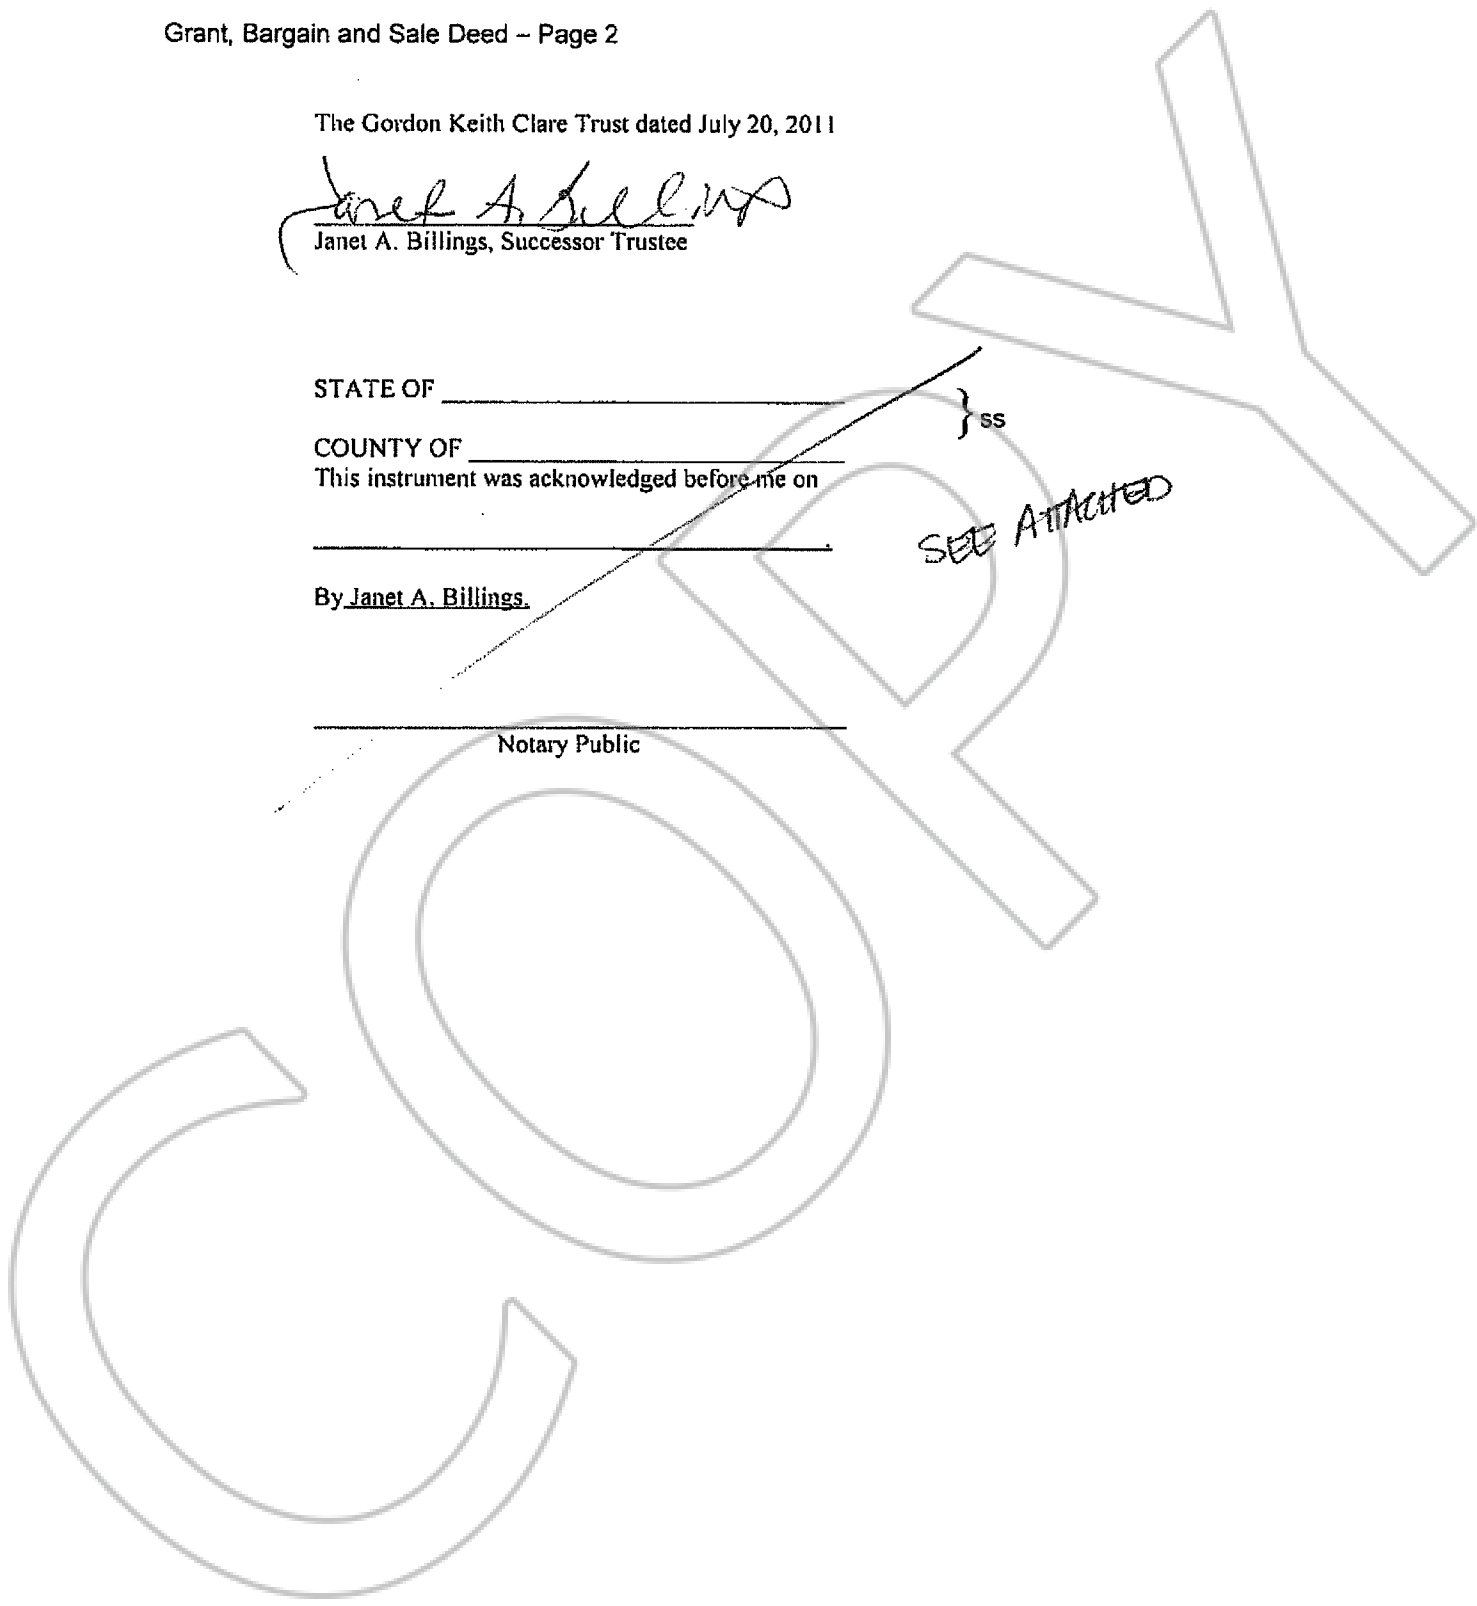 Grant, Bargain and Sale Deed – Page 2
The Gordon Keith Clare Trust dated July 20, 2011
Janet A. Billings
Janet A. Billings, Successor Trustee
STATE OF
} ss
COUNTY OF
This instrument was acknowledged before me on
SEE ATTACHED
.
By Janet A. Billings.
Notary Public
COPY